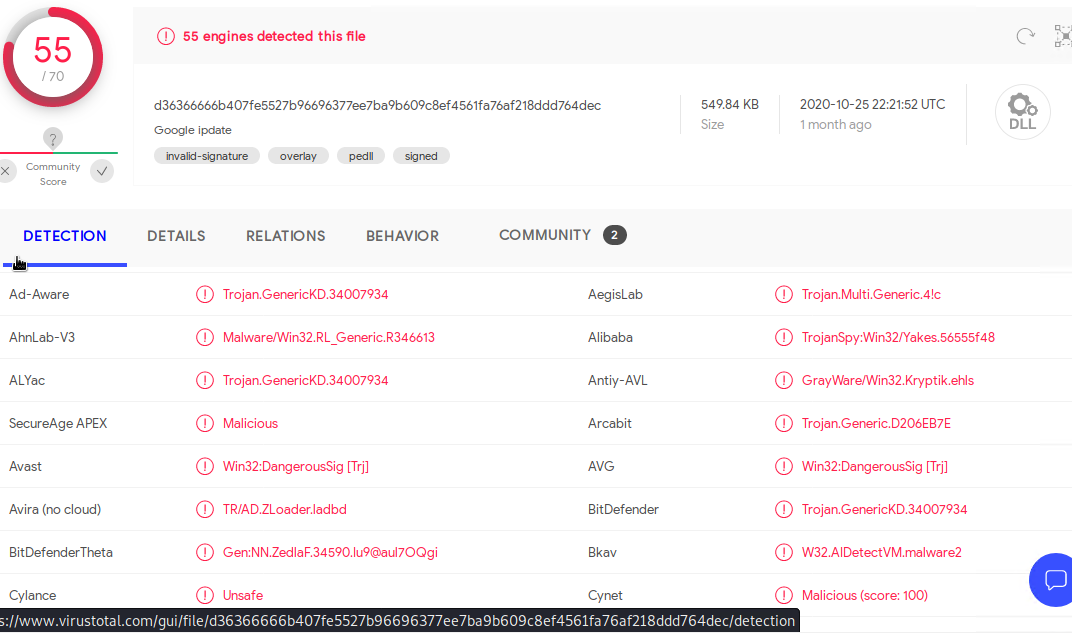 55
/ 70
?
Community
Score
55 engines detected this file
d36366666b407fe5527b96696377ee7ba9b609c8ef4561fa76af218ddd764dec
Google ipdate
invalid-signature overlay pedll signed
549.84 KB
Size
2020-10-25 22:21:52 UTC
1 month ago
DLL
DETECTION DETAILS RELATIONS BEHAVIOR COMMUNITY 2
Ad-Aware Trojan.GenericKD.34007934 AegisLab Trojan.Multi.Generic.4!c
AhnLab-V3 Malware/Win32.RL_Generic.R346613 Alibaba TrojanSpy:Win32/Yakes.56555f48
ALYac Trojan.GenericKD.34007934 Antiy-AVL GrayWare/Win32.Kryptik.ehls
SecureAge APEX Malicious Arcabit Trojan.Generic.D206EB7E
Avast Win32:DangerousSig [Trj] AVG Win32:DangerousSig [Trj]
Avira (no cloud) TR/AD.ZLoader.ladbd BitDefender Trojan.GenericKD.34007934
BitDefenderTheta Gen:NN.ZedlaF.34590.Iu9@aul7OQgi Bkav W32.AIDetectVM.malware2
Cylance Unsafe Cynet Malicious (score: 100)
s://www.virustotal.com/gui/file/d36366666b407fe5527b96696377ee7ba9b609c8ef4561fa76af218ddd764dec/detection